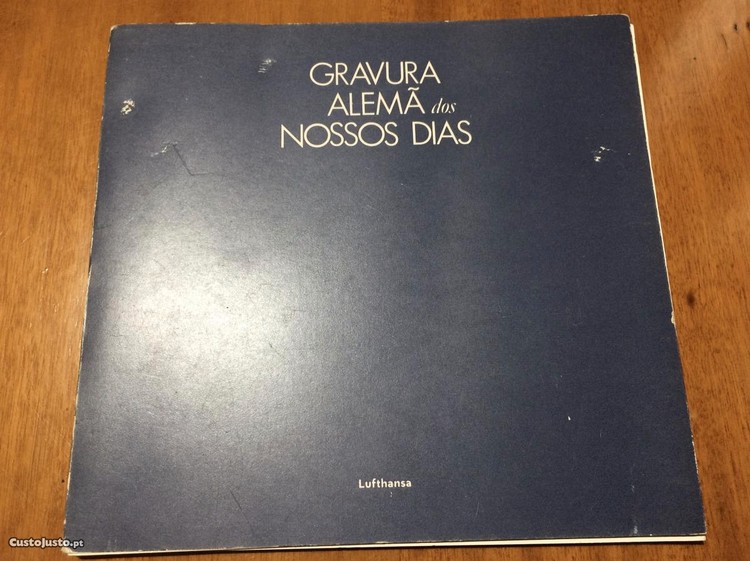 GRAVURA
ALEMÃ dos
NOSSOS DIAS
Lufthansa
CustoJusto.pt